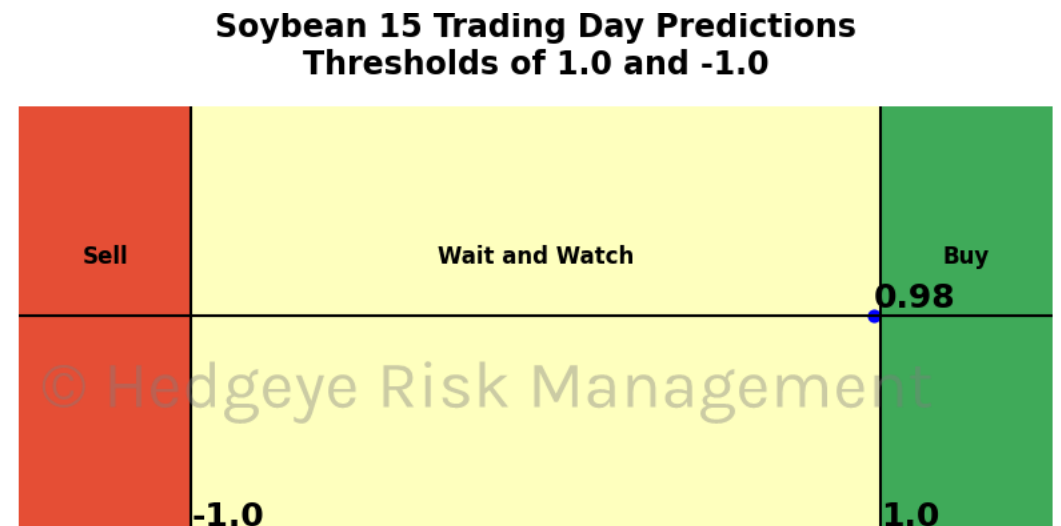 Soybean 15 Trading Day Predictions
Thresholds of 1.0 and -1.0
Sell
Wait and Watch
Buy
0.98
© Hedgeye Risk Management
-1.0
1.0